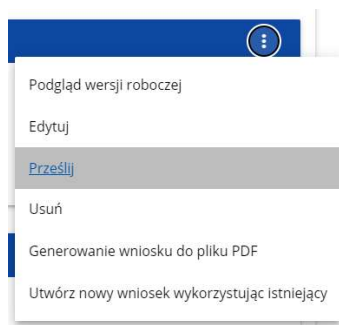 Podgląd wersji roboczej
Edytuj
Prześlij
Usuń
Generowanie wniosku do pliku PDF
Utwórz nowy wniosek wykorzystując istniejący